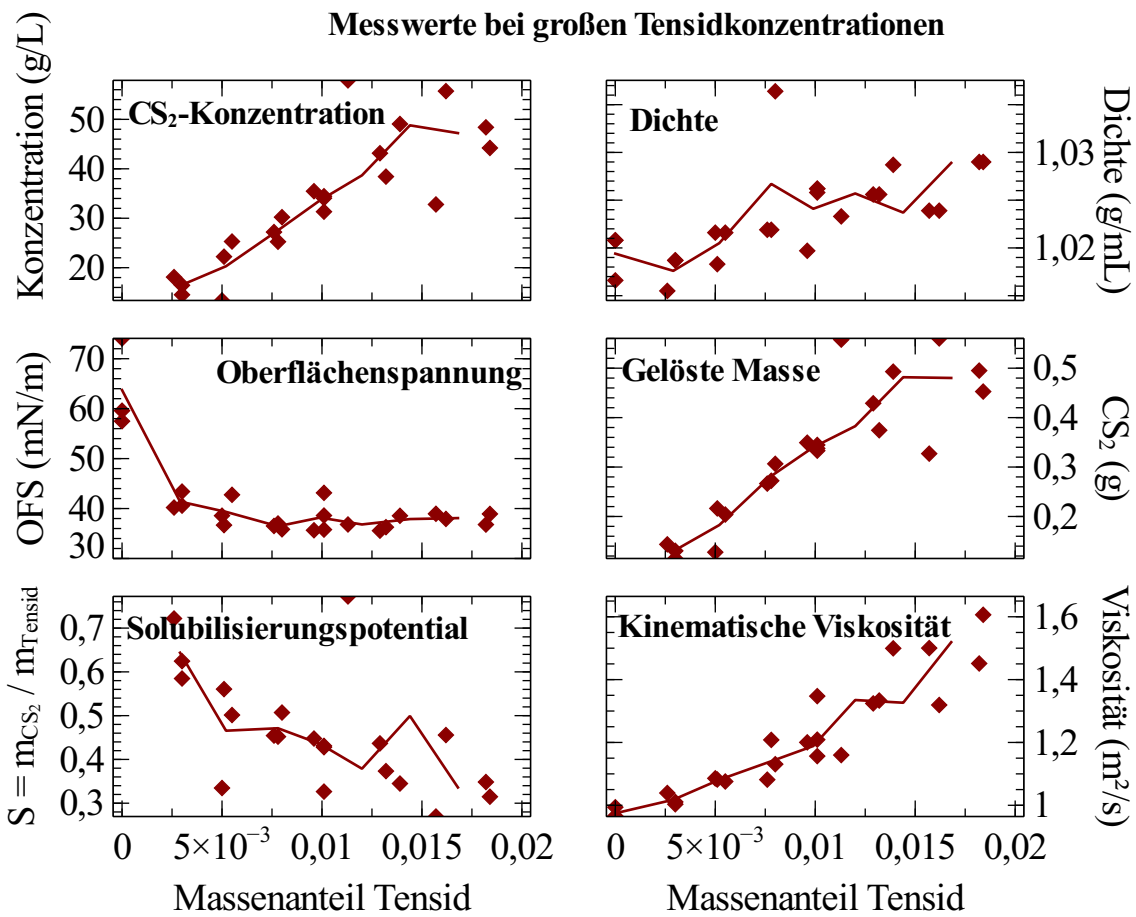 Messwerte bei großen Tensidkonzentrationen
Konzentration (g/L)
50
40
30
20
CS₂-Konzentration
Dichte
1,03
1,02
Dichte (g/mL)
OFS (mN/m)
70
60
50
40
30
Oberflächenspannung
Gelöste Masse
0,5
0,4
0,3
0,2
CS₂ (g)
S = m_CS₂ / m_Tensid
0,7
0,6
0,5
0,4
0,3
Solubilisierungspotential
Kinematische Viskosität
1,6
1,4
1,2
1
Viskosität (m²/s)
0 5×10⁻³ 0,01 0,015 0,02
0 5×10⁻³ 0,01 0,015 0,02
Massenanteil Tensid
Massenanteil Tensid